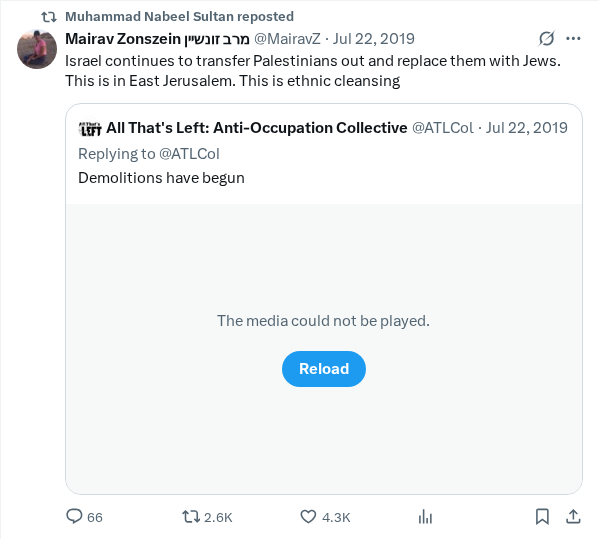 Muhammad Nabeel Sultan reposted
Mairav Zonszein מרב זונשיין @MairavZ · Jul 22, 2019
Israel continues to transfer Palestinians out and replace them with Jews.
This is in East Jerusalem. This is ethnic cleansing
All That's LEFT All That's Left: Anti-Occupation Collective @ATLCol · Jul 22, 2019
Replying to @ATLCol
Demolitions have begun
The media could not be played.
Reload
66 2.6K 4.3K